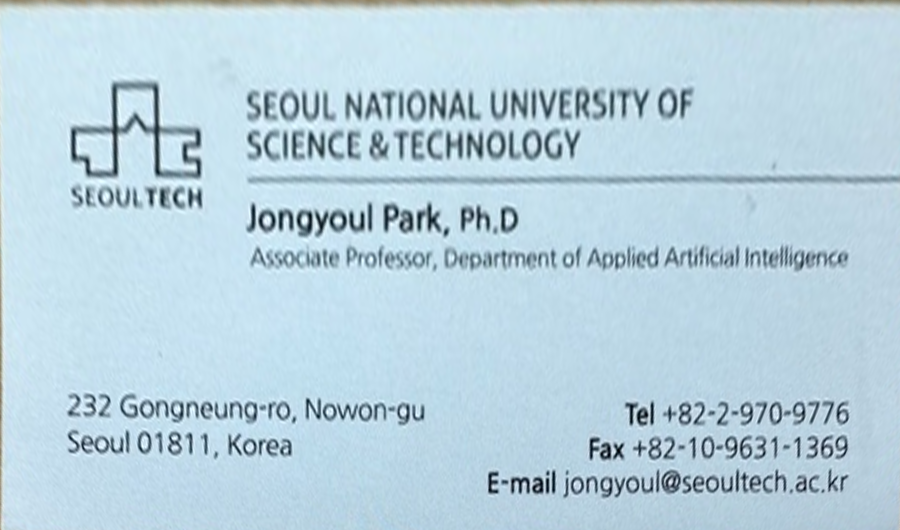 SEOULTECH
SEOUL NATIONAL UNIVERSITY OF
SCIENCE & TECHNOLOGY
Jongyoul Park, Ph.D
Associate Professor, Department of Applied Artificial Intelligence
232 Gongneung-ro, Nowon-gu
Seoul 01811, Korea
Tel +82-2-970-9776
Fax +82-10-9631-1369
E-mail jongyoul@seoultech.ac.kr